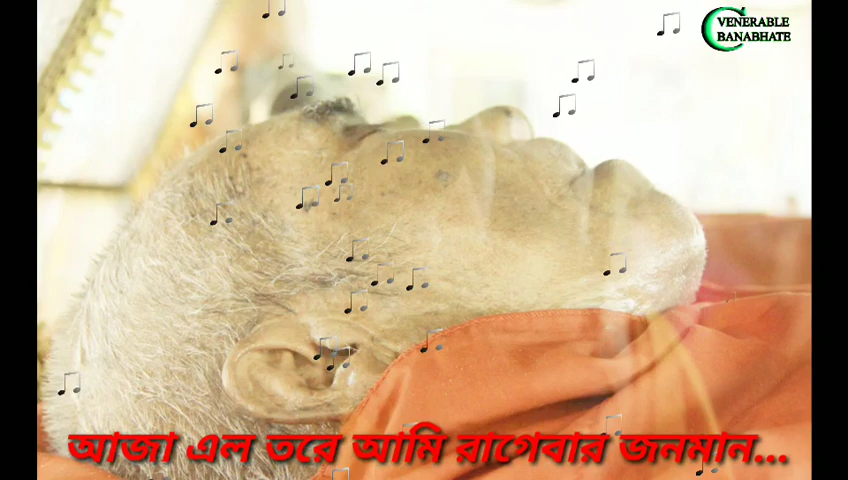 VENERABLE
BANABHATE
আজা এল তরে আমি রাগেবার জনমান...